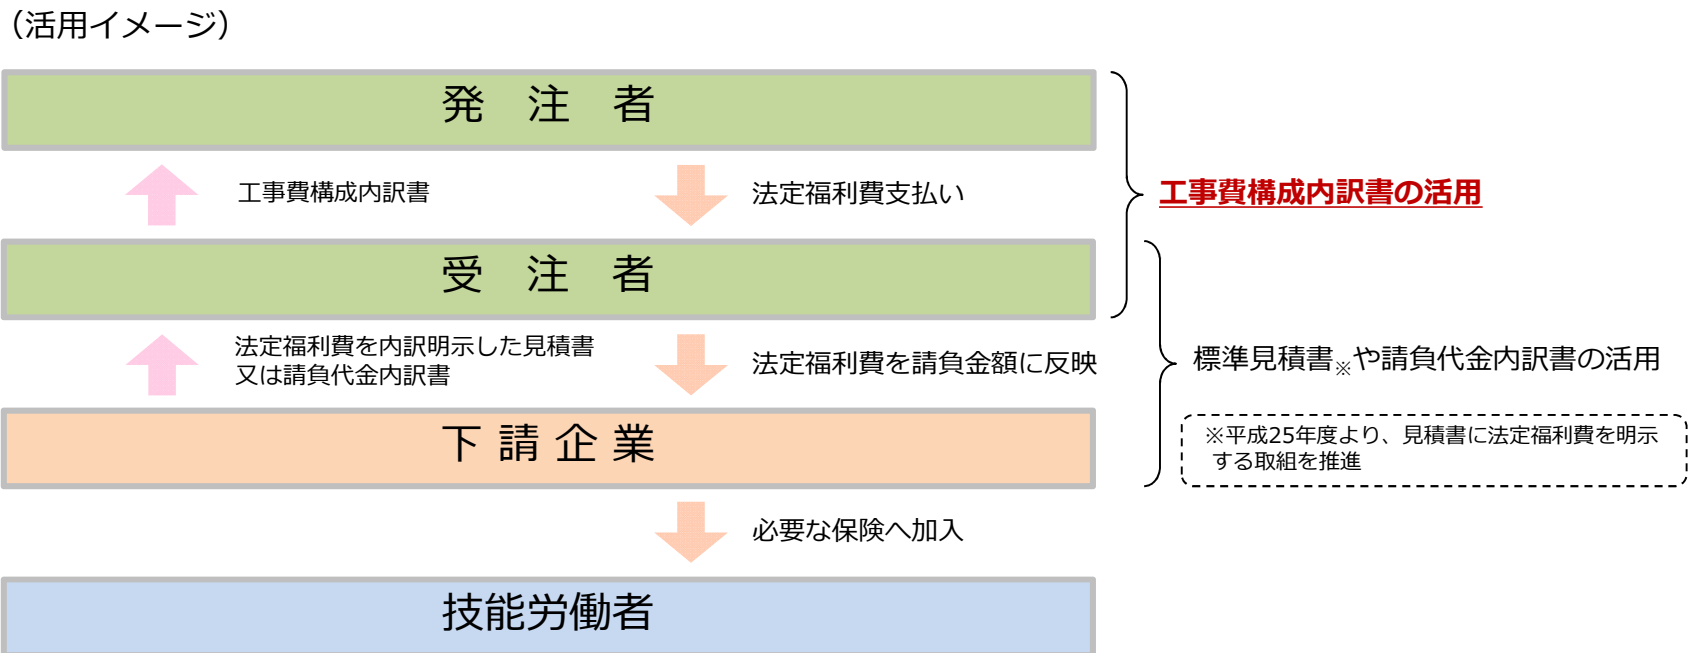 （活用イメージ）
発　注　者
工事費構成内訳書
法定福利費支払い
工事費構成内訳書の活用
受　注　者
法定福利費を内訳明示した見積書
又は請負代金内訳書
法定福利費を請負金額に反映
標準見積書※や請負代金内訳書の活用
下 請 企 業
※平成25年度より、見積書に法定福利費を明示
する取組を推進
必要な保険へ加入
技能労働者